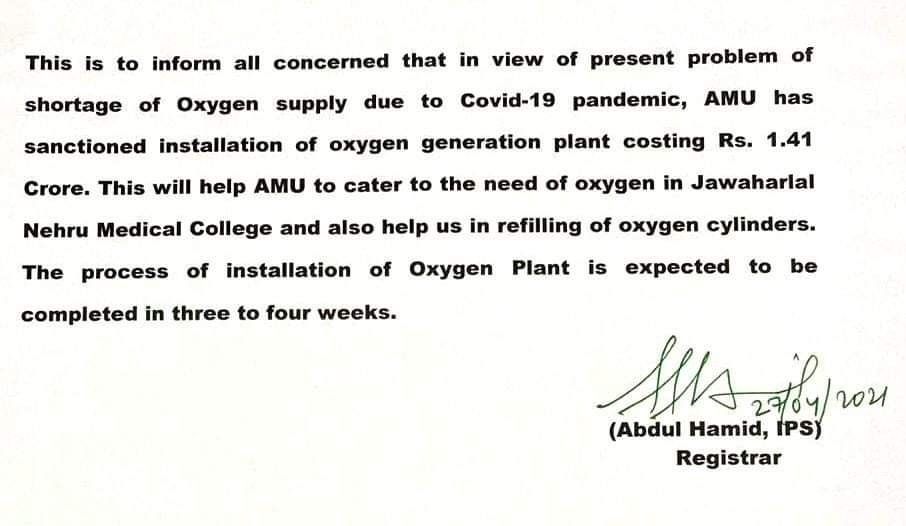 This is to inform all concerned that in view of present problem of
shortage of Oxygen supply due to Covid-19 pandemic, AMU has
sanctioned installation of oxygen generation plant costing Rs. 1.41
Crore. This will help AMU to cater to the need of oxygen in Jawaharlal
Nehru Medical College and also help us in refilling of oxygen cylinders.
The process of installation of Oxygen Plant is expected to be
completed in three to four weeks.
27/04/2021
(Abdul Hamid, IPS)
Registrar